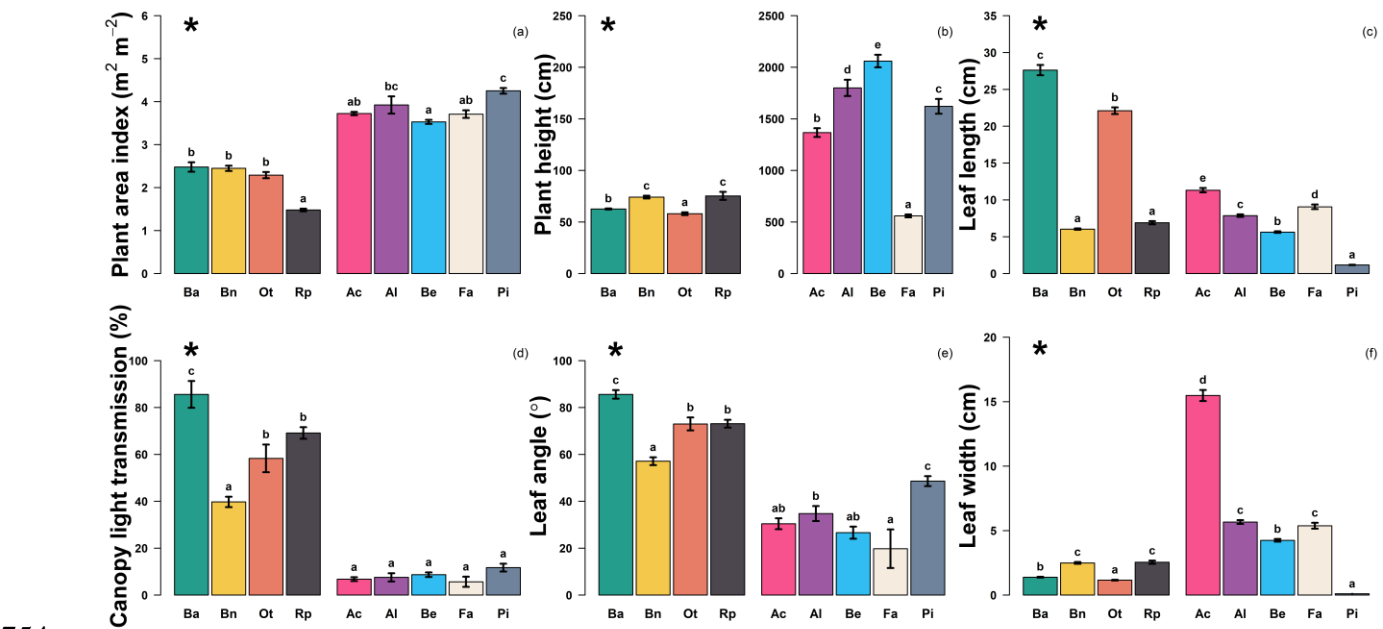 Plant area index (m² m⁻²)
6
5
4
3
2
1
0
*
(a)
b b b a
ab bc a ab c
Ba Bn Ot Rp Ac Al Be Fa Pi
Plant height (cm)
250
200
150
100
50
0
*
b c a c
Ba Bn Ot Rp
2500
2000
1500
1000
500
0
(b)
b d e a c
Ac Al Be Fa Pi
Leaf length (cm)
35
30
25
20
15
10
5
0
*
(c)
c a b a
e c b d a
Ba Bn Ot Rp Ac Al Be Fa Pi
Canopy light transmission (%)
100
80
60
40
20
0
*
(d)
c a b b
a a a a a
Ba Bn Ot Rp Ac Al Be Fa Pi
Leaf angle (°)
100
80
60
40
20
0
*
(e)
c a b b
ab b ab a c
Ba Bn Ot Rp Ac Al Be Fa Pi
Leaf width (cm)
20
15
10
5
0
*
(f)
b c a c
d c b c a
Ba Bn Ot Rp Ac Al Be Fa Pi